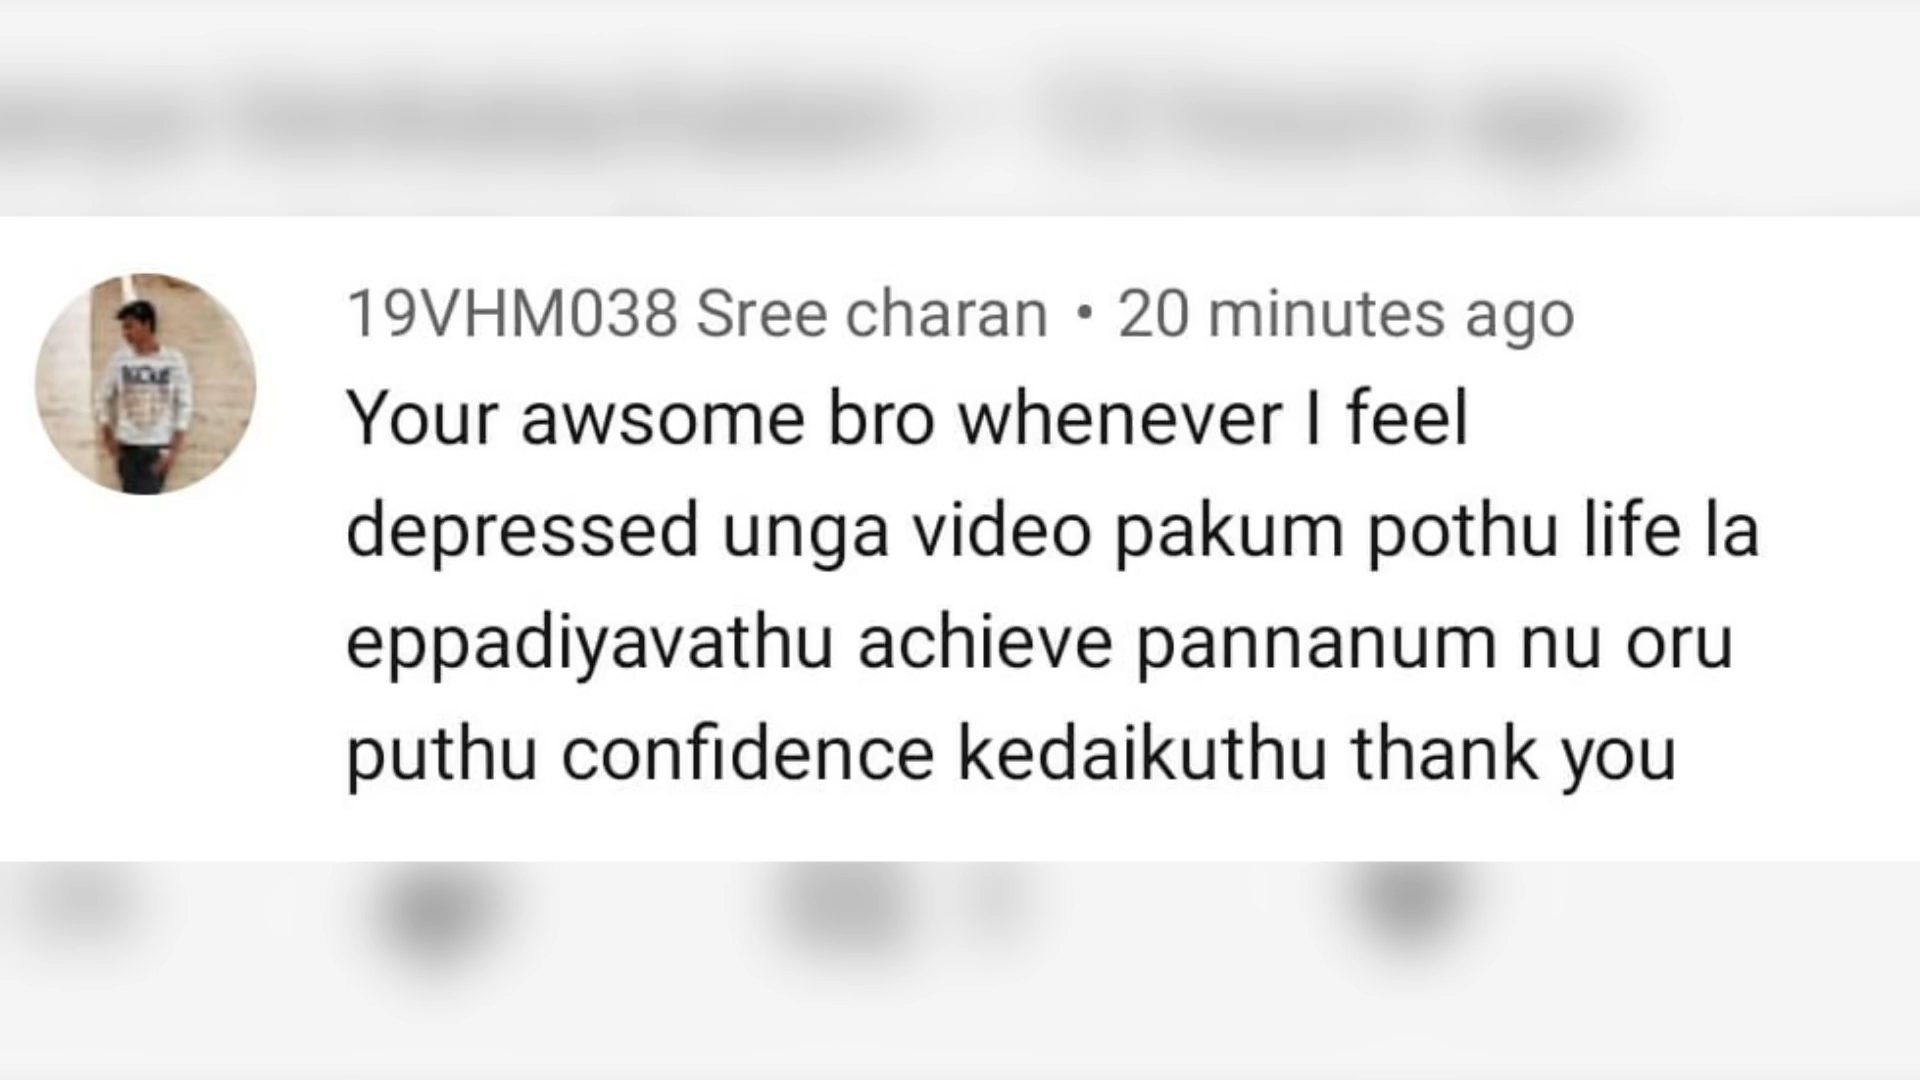 19VHM038 Sree charan • 20 minutes ago
Your awsome bro whenever I feel
depressed unga video pakum pothu life la
eppadiyavathu achieve pannanum nu oru
puthu confidence kedaikuthu thank you